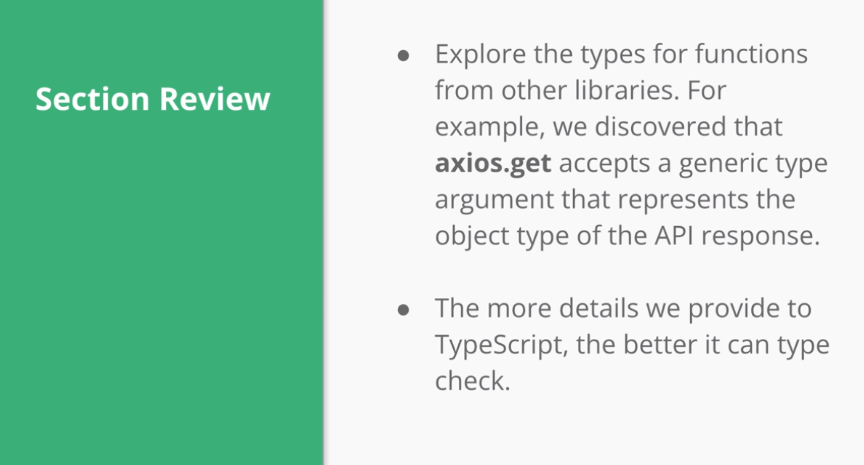 Section Review
● Explore the types for functions
from other libraries. For
example, we discovered that
axios.get accepts a generic type
argument that represents the
object type of the API response.
● The more details we provide to
TypeScript, the better it can type
check.